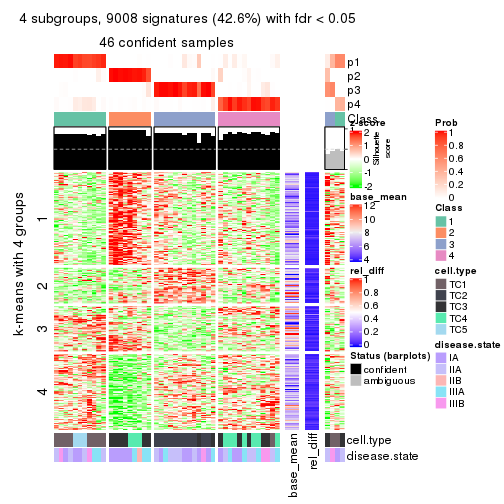 4 subgroups, 9008 signatures (42.6%) with fdr < 0.05
46 confident samples
p1
p2
p3
p4
Class
1
0
Silhouette
score
k-means with 4 groups
1
2
3
4
base_mean
rel_diff
cell.type
disease.state
z-score
2
1
0
-1
-2
base_mean
12
10
8
6
4
rel_diff
1
0.8
0.6
0.4
0.2
0
Status (barplots)
confident
ambiguous
Prob
1
0.8
0.6
0.4
0.2
0
Class
1
2
3
4
cell.type
TC1
TC2
TC3
TC4
TC5
disease.state
IA
IIA
IIB
IIIA
IIIB